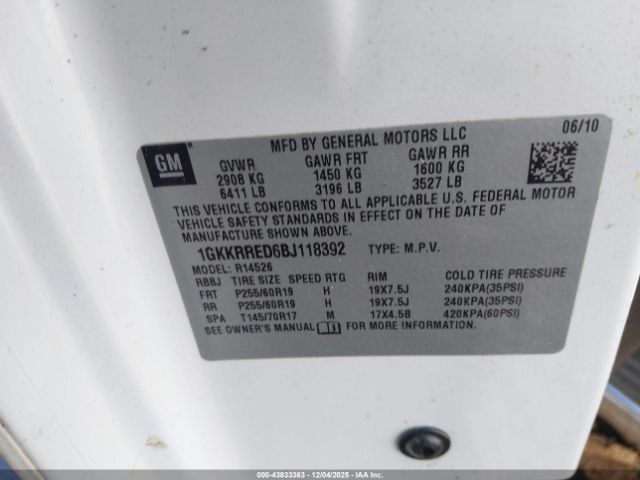 06/10
MFD BY GENERAL MOTORS LLC
GM
GVWR GAWR FRT GAWR RR
2908 KG 1450 KG 1600 KG
6411 LB 3196 LB 3527 LB
THIS VEHICLE CONFORMS TO ALL APPLICABLE U.S. FEDERAL MOTOR
VEHICLE SAFETY STANDARDS IN EFFECT ON THE DATE OF
MANUFACTURE SHOWN ABOVE.
1GKKRRED6BJ118392 TYPE: M.P.V.
MODEL: R14526
RBBJ TIRE SIZE SPEED RTG RIM COLD TIRE PRESSURE
FRT P255/60R19 H 19X7.5J 240KPA(35PSI)
RR P255/60R19 H 19X7.5J 240KPA(35PSI)
SPA T145/70R17 M 17X4.5B 420KPA(60PSI)
SEE OWNER'S MANUAL FOR MORE INFORMATION.
000-43833363 - 12/04/2025 - IAA Inc.